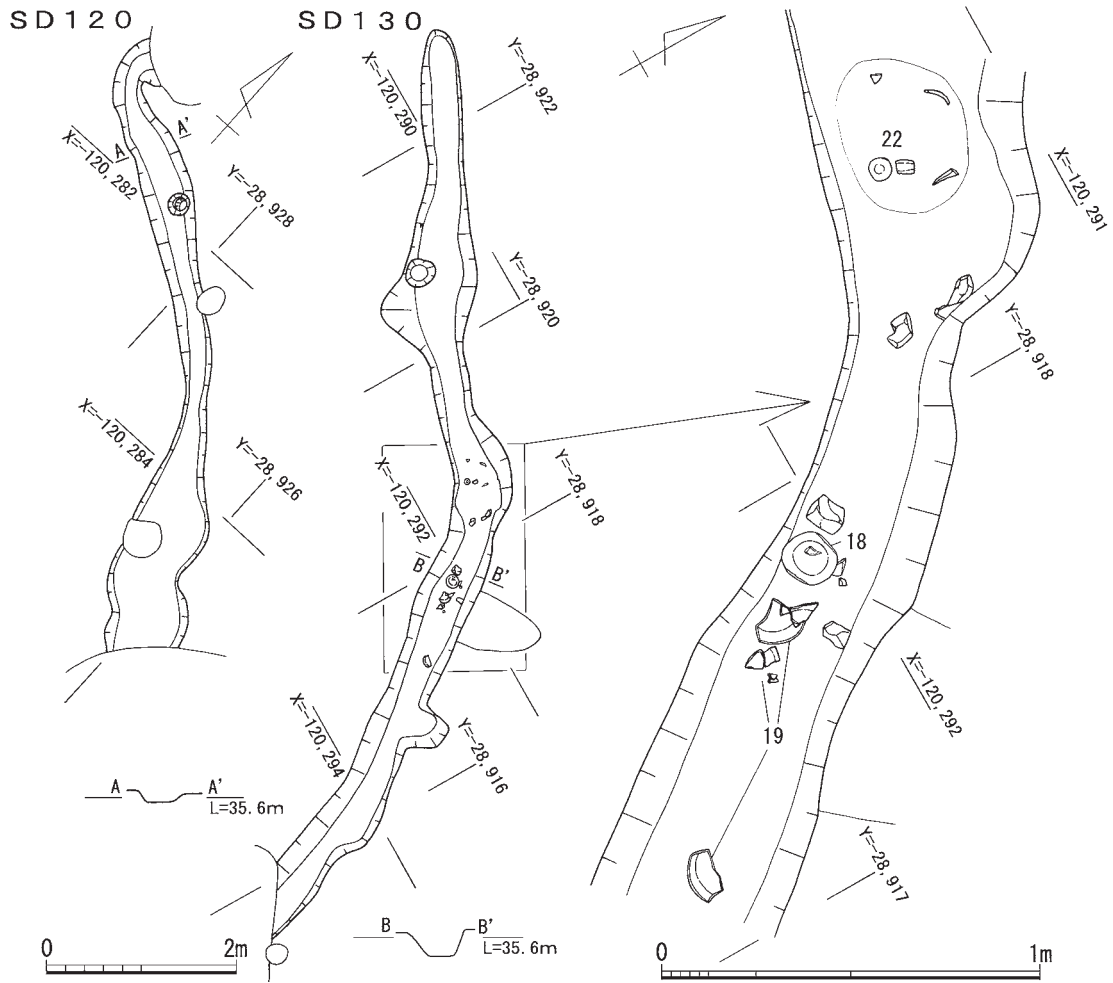 SD120
SD130
X=-120,282
A
A'
Y=-28,928
X=-120,284
Y=-28,926
A
A'
L=35.6m
0
2m
X=-120,290
Y=-28,922
Y=-28,920
X=-120,292
Y=-28,918
B
B'
X=-120,294
Y=-28,916
B
B'
L=35.6m
22
X=-120,291
Y=-28,918
18
X=-120,292
19
Y=-28,917
0
1m